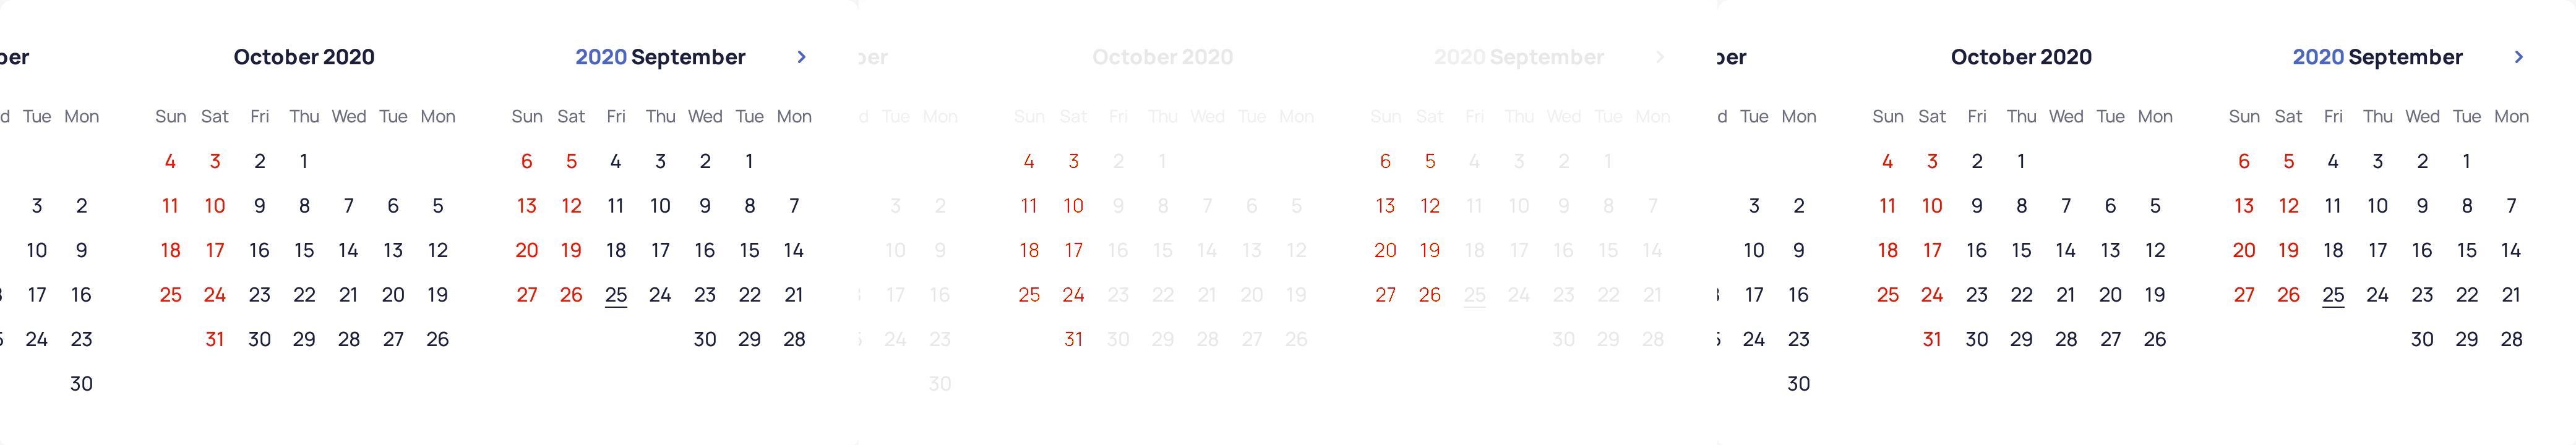 ber October 2020 2020 September
d Tue Mon Sun Sat Fri Thu Wed Tue Mon Sun Sat Fri Thu Wed Tue Mon
4 3 2 1 6 5 4 3 2 1
3 2 11 10 9 8 7 6 5 13 12 11 10 9 8 7
10 9 18 17 16 15 14 13 12 20 19 18 17 16 15 14
17 16 25 24 23 22 21 20 19 27 26 25 24 23 22 21
24 23 31 30 29 28 27 26 30 29 28
30
ber October 2020 2020 September
d Tue Mon Sun Sat Fri Thu Wed Tue Mon Sun Sat Fri Thu Wed Tue Mon
4 3 2 1 6 5 4 3 2 1
3 2 11 10 9 8 7 6 5 13 12 11 10 9 8 7
10 9 18 17 16 15 14 13 12 20 19 18 17 16 15 14
17 16 25 24 23 22 21 20 19 27 26 25 24 23 22 21
24 23 31 30 29 28 27 26 30 29 28
30
ber October 2020 2020 September
d Tue Mon Sun Sat Fri Thu Wed Tue Mon Sun Sat Fri Thu Wed Tue Mon
4 3 2 1 6 5 4 3 2 1
3 2 11 10 9 8 7 6 5 13 12 11 10 9 8 7
10 9 18 17 16 15 14 13 12 20 19 18 17 16 15 14
17 16 25 24 23 22 21 20 19 27 26 25 24 23 22 21
24 23 31 30 29 28 27 26 30 29 28
30